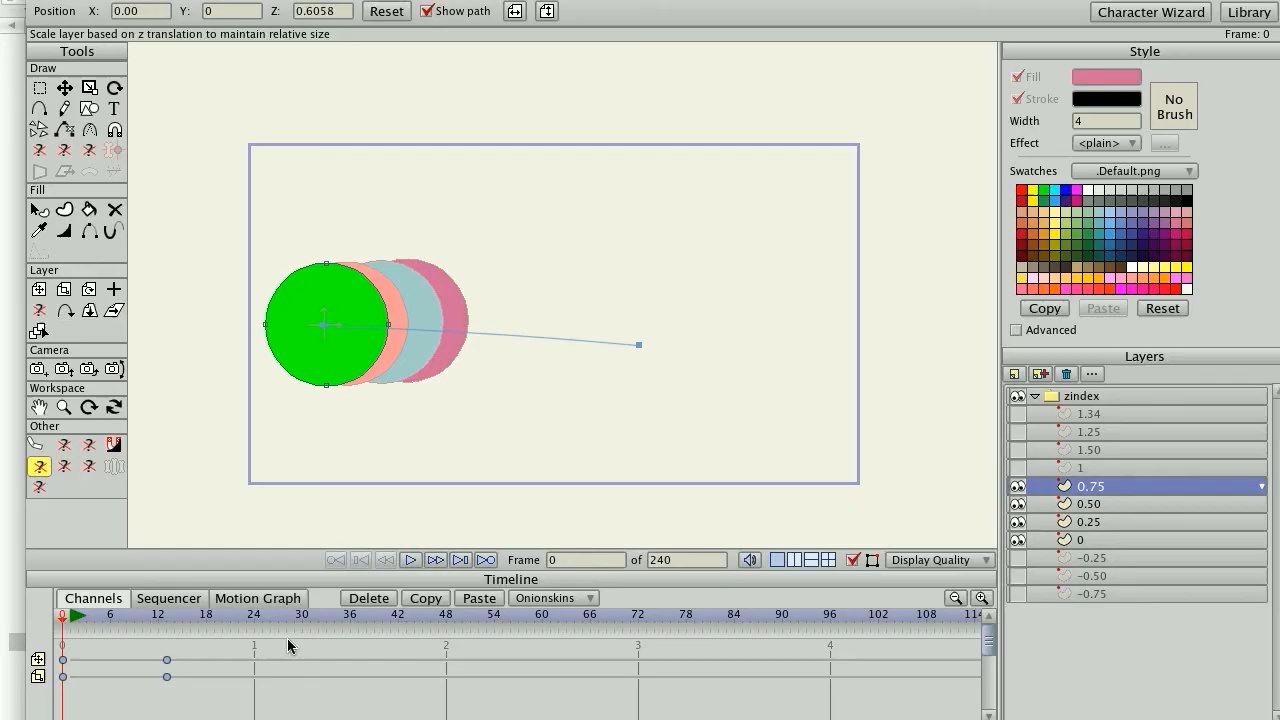 Position X: 0.00 Y: 0 Z: 0.6058 Reset Show path Character Wizard Library
Scale layer based on z translation to maintain relative size Frame: 0
Tools
Draw
T
Fill
Layer
Camera
Workspace
Other
Style
Fill
Stroke
No Brush
Width 4
Effect <plain> ...
Swatches .Default.png
Copy Paste Reset
Advanced
Layers
...
zindex
1.34
1.25
1.50
1
0.75
0.50
0.25
0
-0.25
-0.50
-0.75
Frame 0 of 240 Display Quality
Timeline
Channels Sequencer Motion Graph Delete Copy Paste Onionskins
0 6 12 18 24 30 36 42 48 54 60 66 72 78 84 90 96 102 108 114
0 1 2 3 4